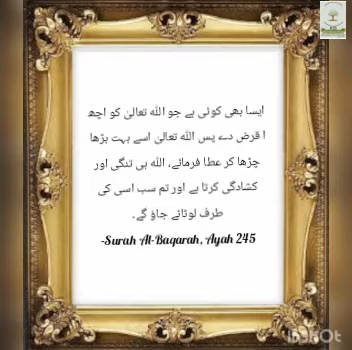 ایسا بھی کوئی ہے جو اللہ تعالیٰ کو اچھ
ا قرض دے پس اللہ تعالیٰ اسے بہت بڑھا
چڑھا کر عطا فرمائے، اللہ ہی تنگی اور
کشادگی کرتا ہے اور تم سب اسی کی
طرف لوٹائے جاؤ گے۔
-Surah Al-Baqarah, Ayah 245
InShOt